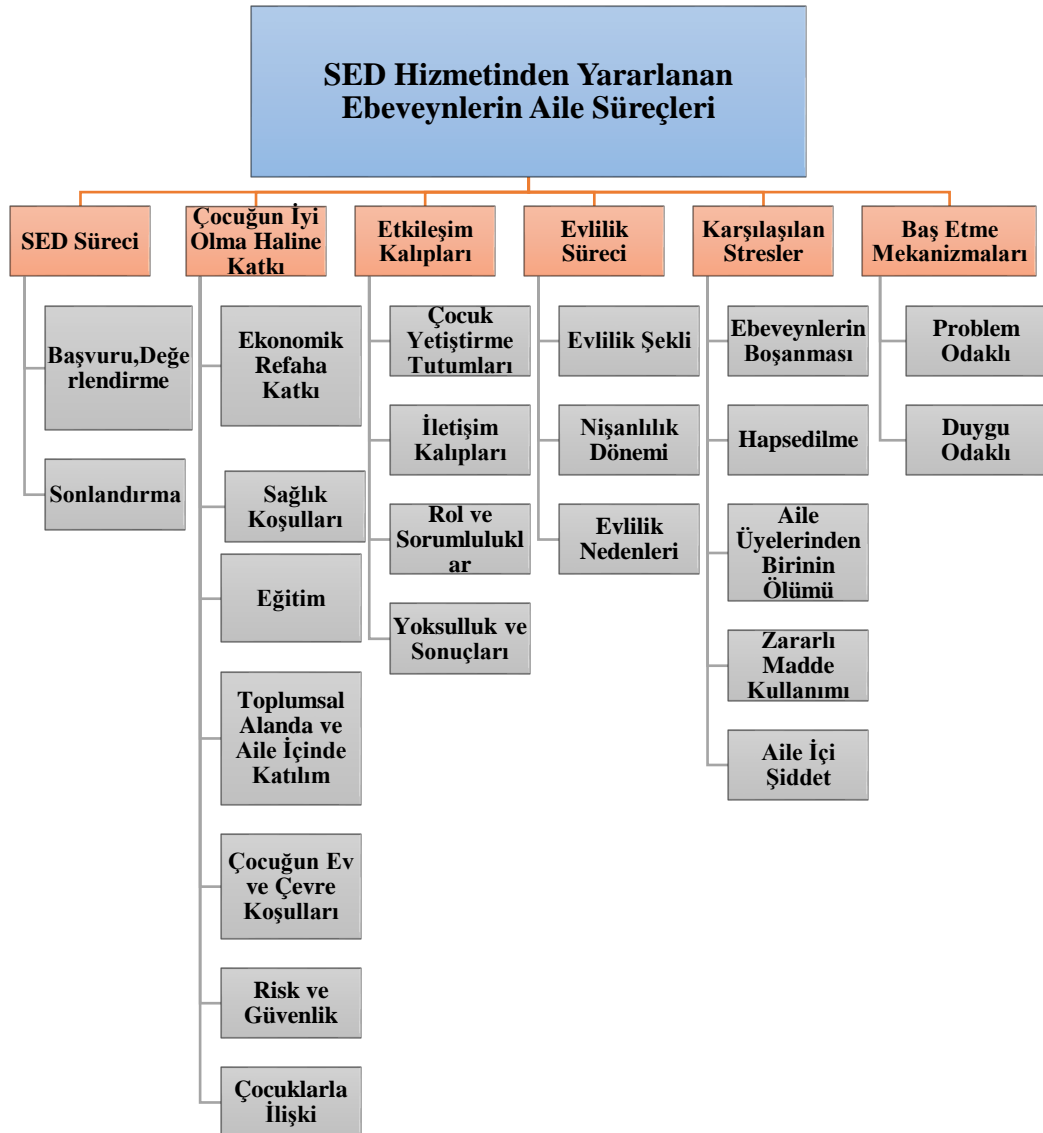 SED Hizmetinden Yararlanan
Ebeveynlerin Aile Süreçleri
SED Süreci
Başvuru,Değe
rlendirme
Sonlandırma
Çocuğun İyi
Olma Haline
Katkı
Ekonomik
Refaha
Katkı
Sağlık
Koşulları
Eğitim
Toplumsal
Alanda ve
Aile İçinde
Katılım
Çocuğun Ev
ve Çevre
Koşulları
Risk ve
Güvenlik
Çocuklarla
İlişki
Etkileşim
Kalıpları
Çocuk
Yetiştirme
Tutumları
İletişim
Kalıpları
Rol ve
Sorumlulukl
ar
Yoksulluk ve
Sonuçları
Evlilik
Süreci
Evlilik Şekli
Nişanlılık
Dönemi
Evlilik
Nedenleri
Karşılaşılan
Stresler
Ebeveynlerin
Boşanması
Hapsedilme
Aile
Üyelerinden
Birinin
Ölümü
Zararlı
Madde
Kullanımı
Aile İçi
Şiddet
Baş Etme
Mekanizmaları
Problem
Odaklı
Duygu
Odaklı